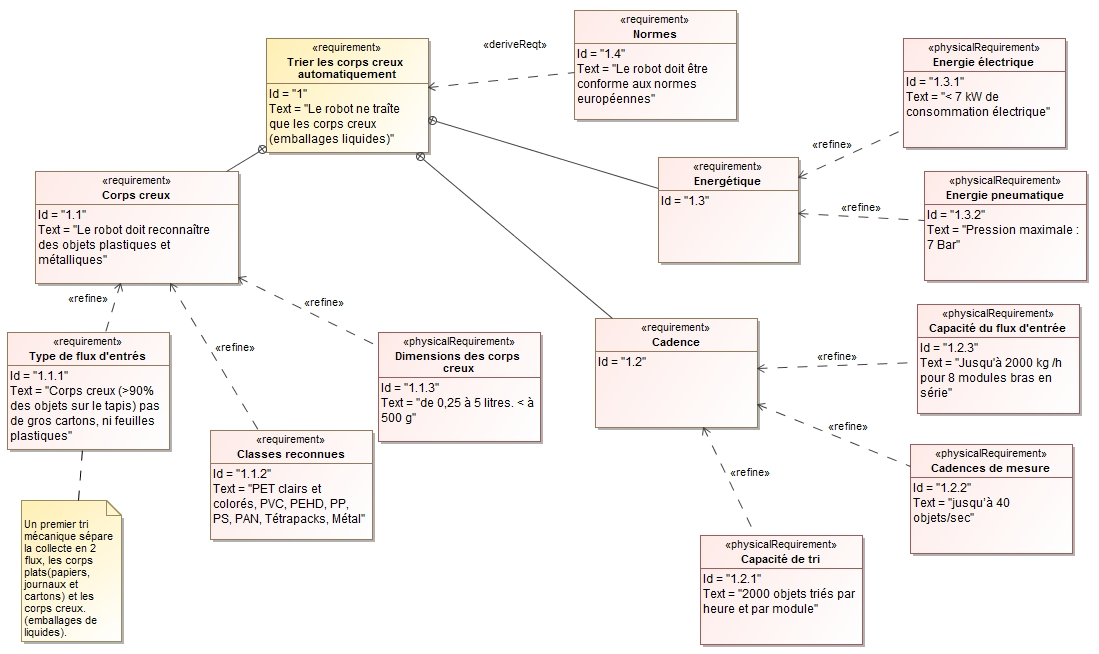 «requirement»
Trier les corps creux
automatiquement
Id = "1"
Text = "Le robot ne traîte
que les corps creux
(emballages liquides)"
«deriveReqt»
«requirement»
Normes
Id = "1.4"
Text = "Le robot doit être
conforme aux normes
européennes"
«physicalRequirement»
Energie électrique
Id = "1.3.1"
Text = "< 7 kW de
consommation électrique"
«refine»
«requirement»
Energétique
Id = "1.3"
«refine»
«physicalRequirement»
Energie pneumatique
Id = "1.3.2"
Text = "Pression maximale :
7 Bar"
«requirement»
Corps creux
Id = "1.1"
Text = "Le robot doit reconnaître
des objets plastiques et
métalliques"
«refine»
«refine»
«refine»
«requirement»
Type de flux d'entrés
Id = "1.1.1"
Text = "Corps creux (>90%
des objets sur le tapis) pas
de gros cartons, ni feuilles
plastiques"
«physicalRequirement»
Dimensions des corps
creux
Id = "1.1.3"
Text = "de 0,25 à 5 litres. < à
500 g"
«requirement»
Classes reconnues
Id = "1.1.2"
Text = "PET clairs et
colorés, PVC, PEHD, PP,
PS, PAN, Tétrapacks, Métal"
Un premier tri
mécanique sépare
la collecte en 2
flux, les corps
plats(papiers,
journaux et
cartons) et les
corps creux.
(emballages de
liquides).
«requirement»
Cadence
Id = "1.2"
«refine»
«physicalRequirement»
Capacité du flux d'entrée
Id = "1.2.3"
Text = "Jusqu'à 2000 kg /h
pour 8 modules bras en
série"
«refine»
«physicalRequirement»
Cadences de mesure
Id = "1.2.2"
Text = "jusqu'à 40
objets/sec"
«refine»
«physicalRequirement»
Capacité de tri
Id = "1.2.1"
Text = "2000 objets triés par
heure et par module"